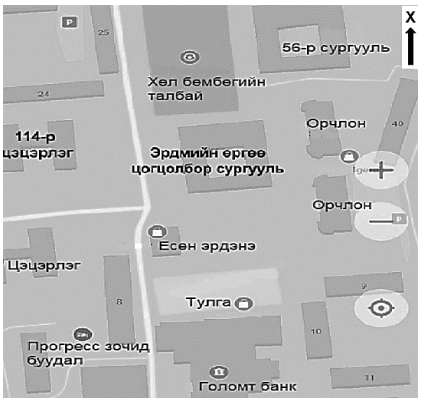 P
X
25
56-р сургууль
Хөл бөмбөгийн
талбай
24
Орчлон
40
114-р
цэцэрлэг
Эрдмийн өргөө
цогцолбор сургууль
Ige
Орчлон
P
Есөн эрдэнэ
Цэцэрлэг
8
9
Тулга
10
Прогресс зочид
буудал
11
Голомт банк